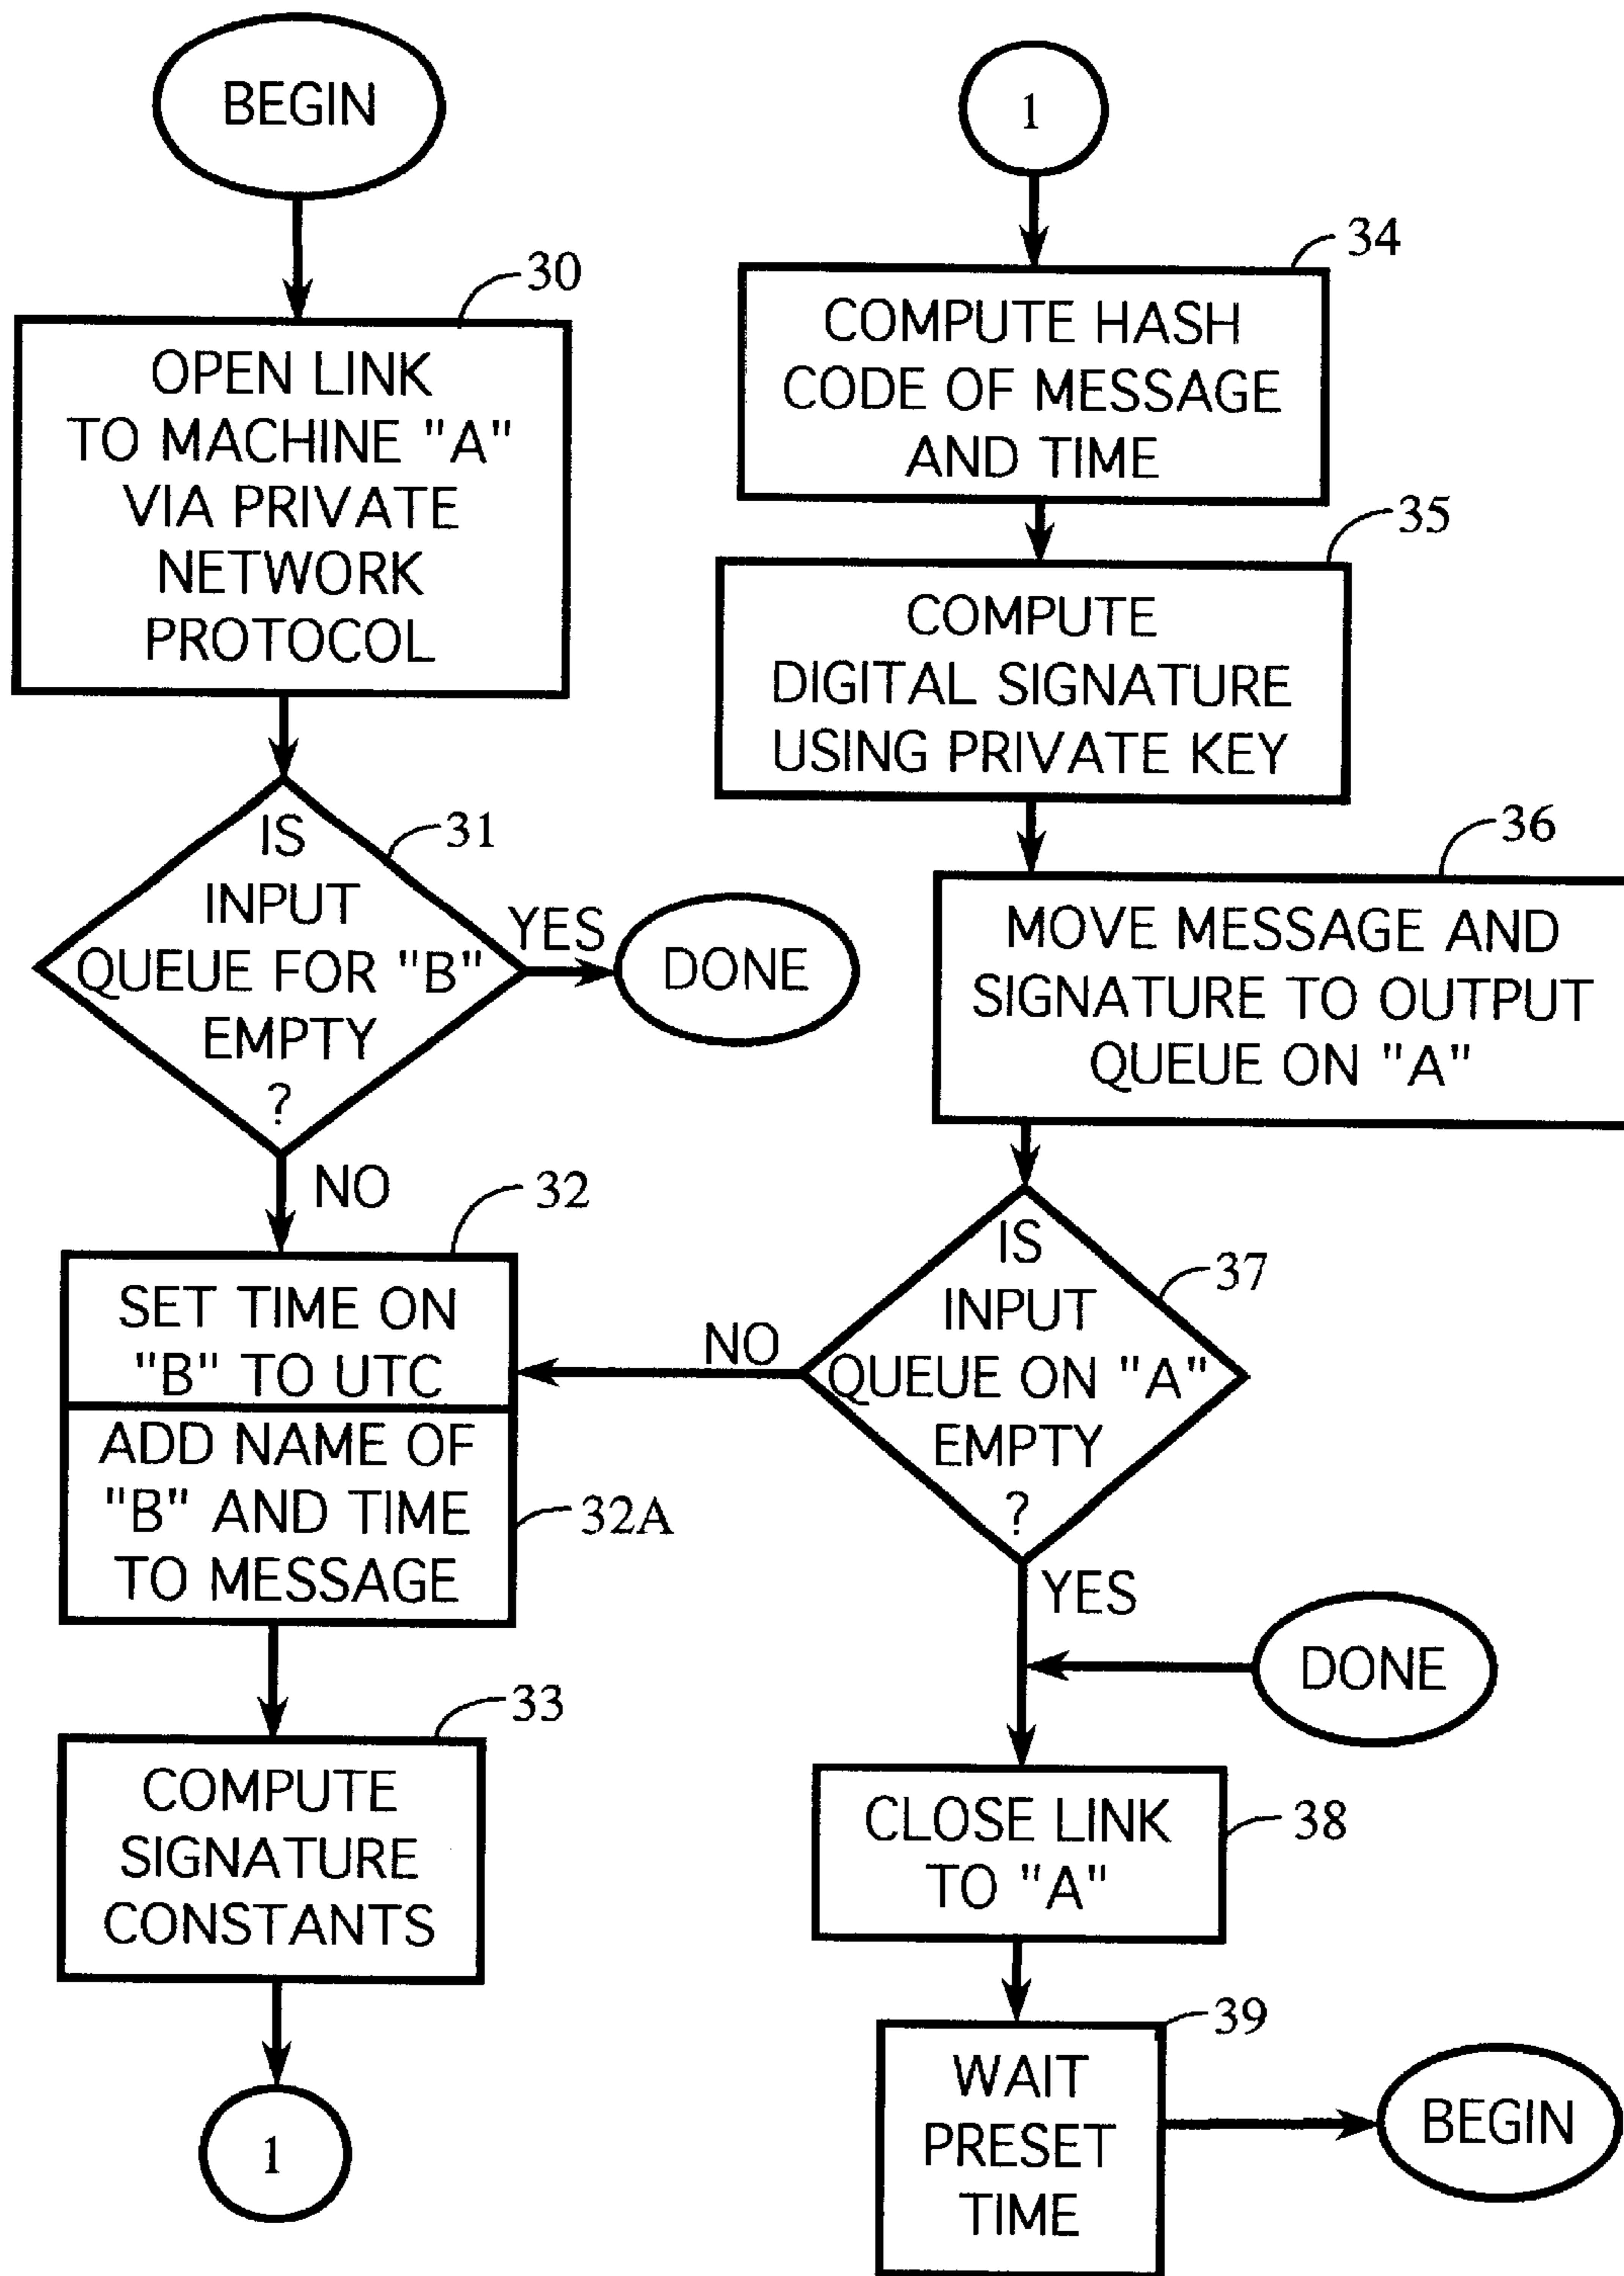 BEGIN
30
OPEN LINK
TO MACHINE "A"
VIA PRIVATE
NETWORK
PROTOCOL
31
IS
INPUT
QUEUE FOR "B"
EMPTY
?
YES
DONE
NO
32
SET TIME ON
"B" TO UTC
ADD NAME OF
"B" AND TIME
TO MESSAGE
32A
33
COMPUTE
SIGNATURE
CONSTANTS
1
1
34
COMPUTE HASH
CODE OF MESSAGE
AND TIME
35
COMPUTE
DIGITAL SIGNATURE
USING PRIVATE KEY
36
MOVE MESSAGE AND
SIGNATURE TO OUTPUT
QUEUE ON "A"
37
IS
INPUT
QUEUE ON "A"
EMPTY
?
NO
YES
DONE
38
CLOSE LINK
TO "A"
39
WAIT
PRESET
TIME
BEGIN